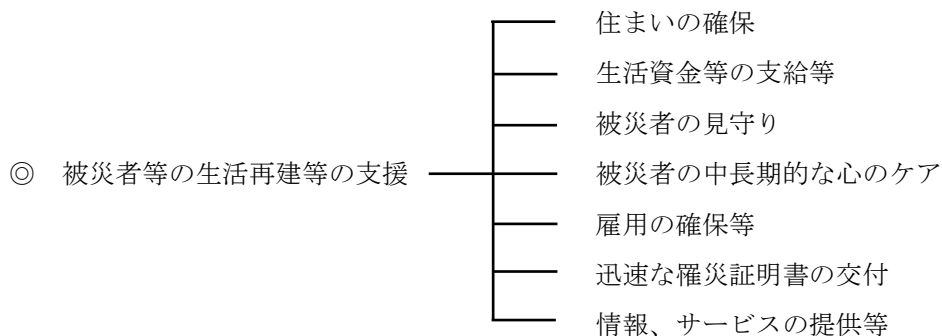 住まいの確保
生活資金等の支給等
被災者の見守り
◎ 被災者等の生活再建等の支援
被災者の中長期的な心のケア
雇用の確保等
迅速な罹災証明書の交付
情報、サービスの提供等